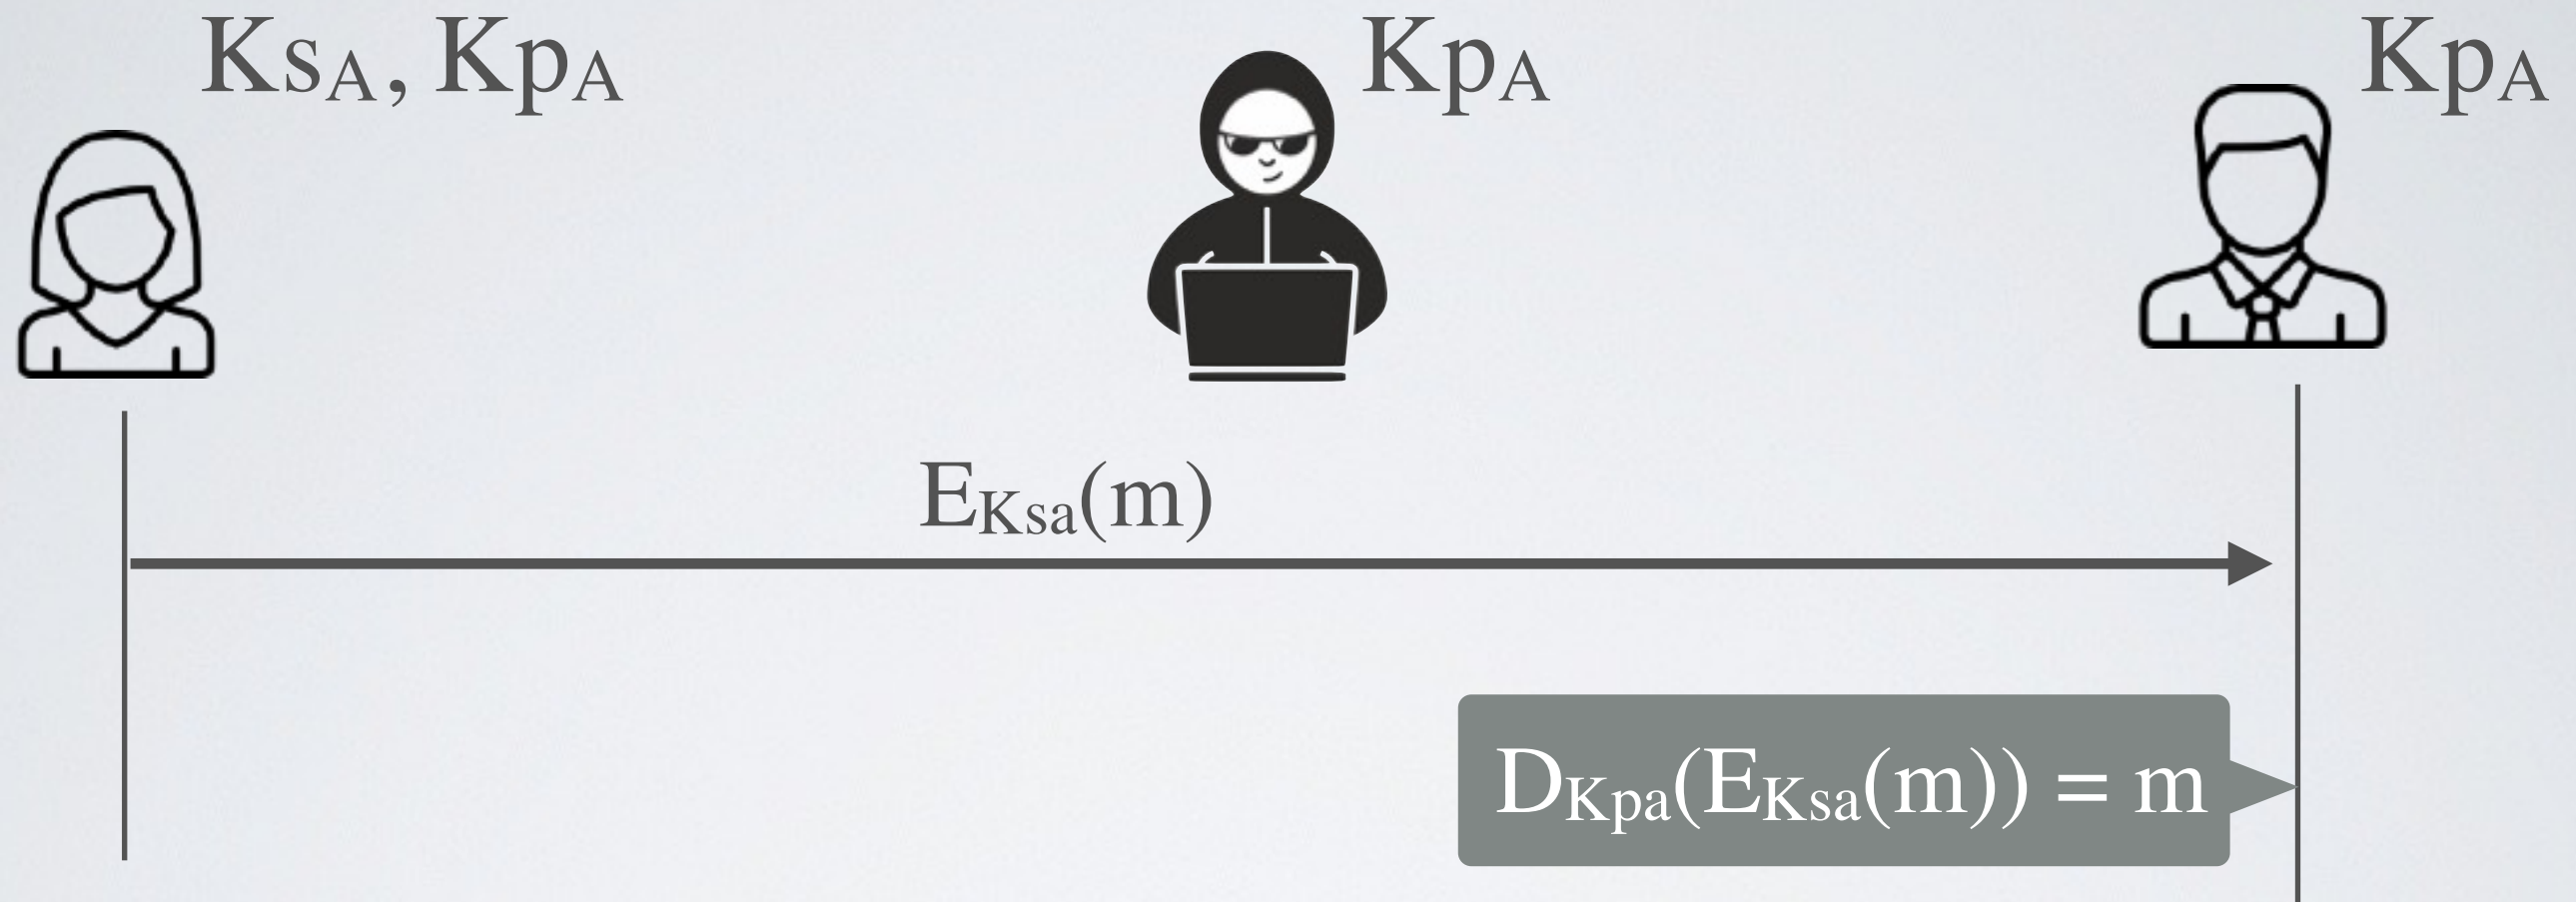 KsA, KpA
KpA
KpA
EKsa(m)
DKpa(EKsa(m)) = m